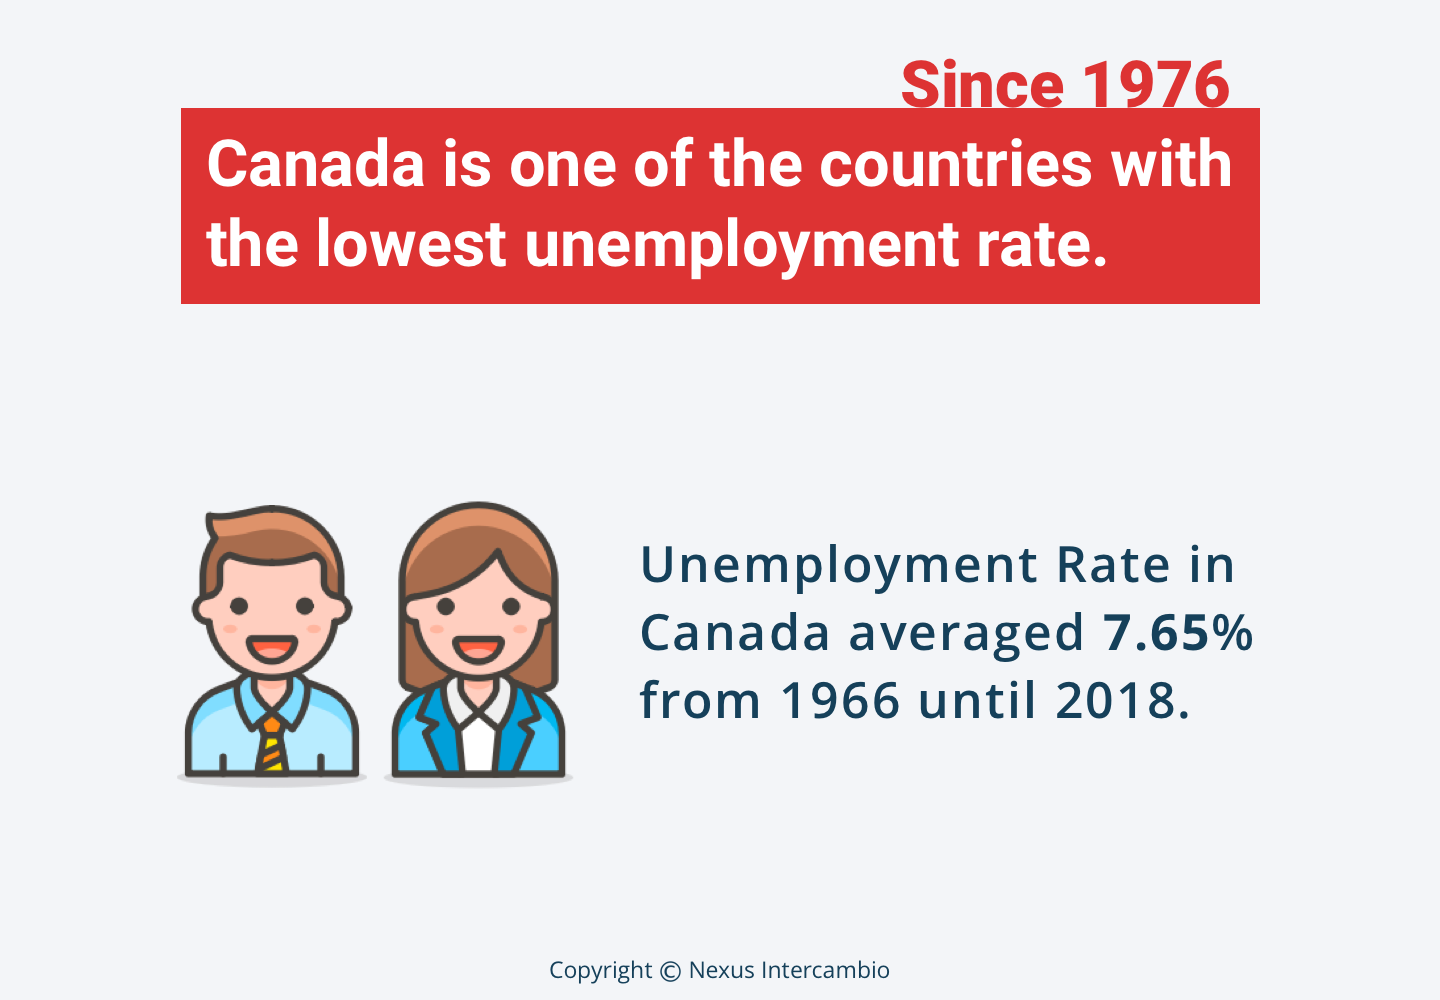 Since 1976
Canada is one of the countries with
the lowest unemployment rate.
Unemployment Rate in
Canada averaged 7.65%
from 1966 until 2018.
Copyright © Nexus Intercambio